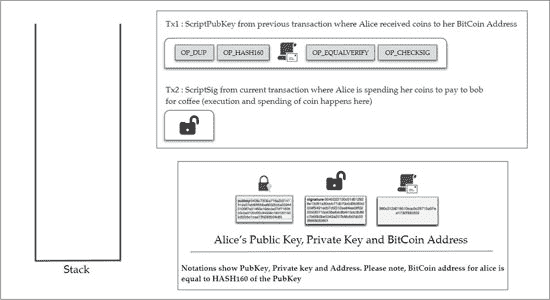 Tx1 : ScriptPubKey from previous transaction where Alice received coins to her BitCoin Address
OP_DUP OP_HASH160 OP_EQUALVERIFY OP_CHECKSIG
Tx2 : ScriptSig from current transaction where Alice is spending her coins to pay to bob
for coffee (execution and spending of coin happens here)
Alice's Public Key, Private Key and BitCoin Address
Notations show PubKey, Private key and Address. Please note, BitCoin address for alice is
equal to HASH160 of the PubKey
Stack